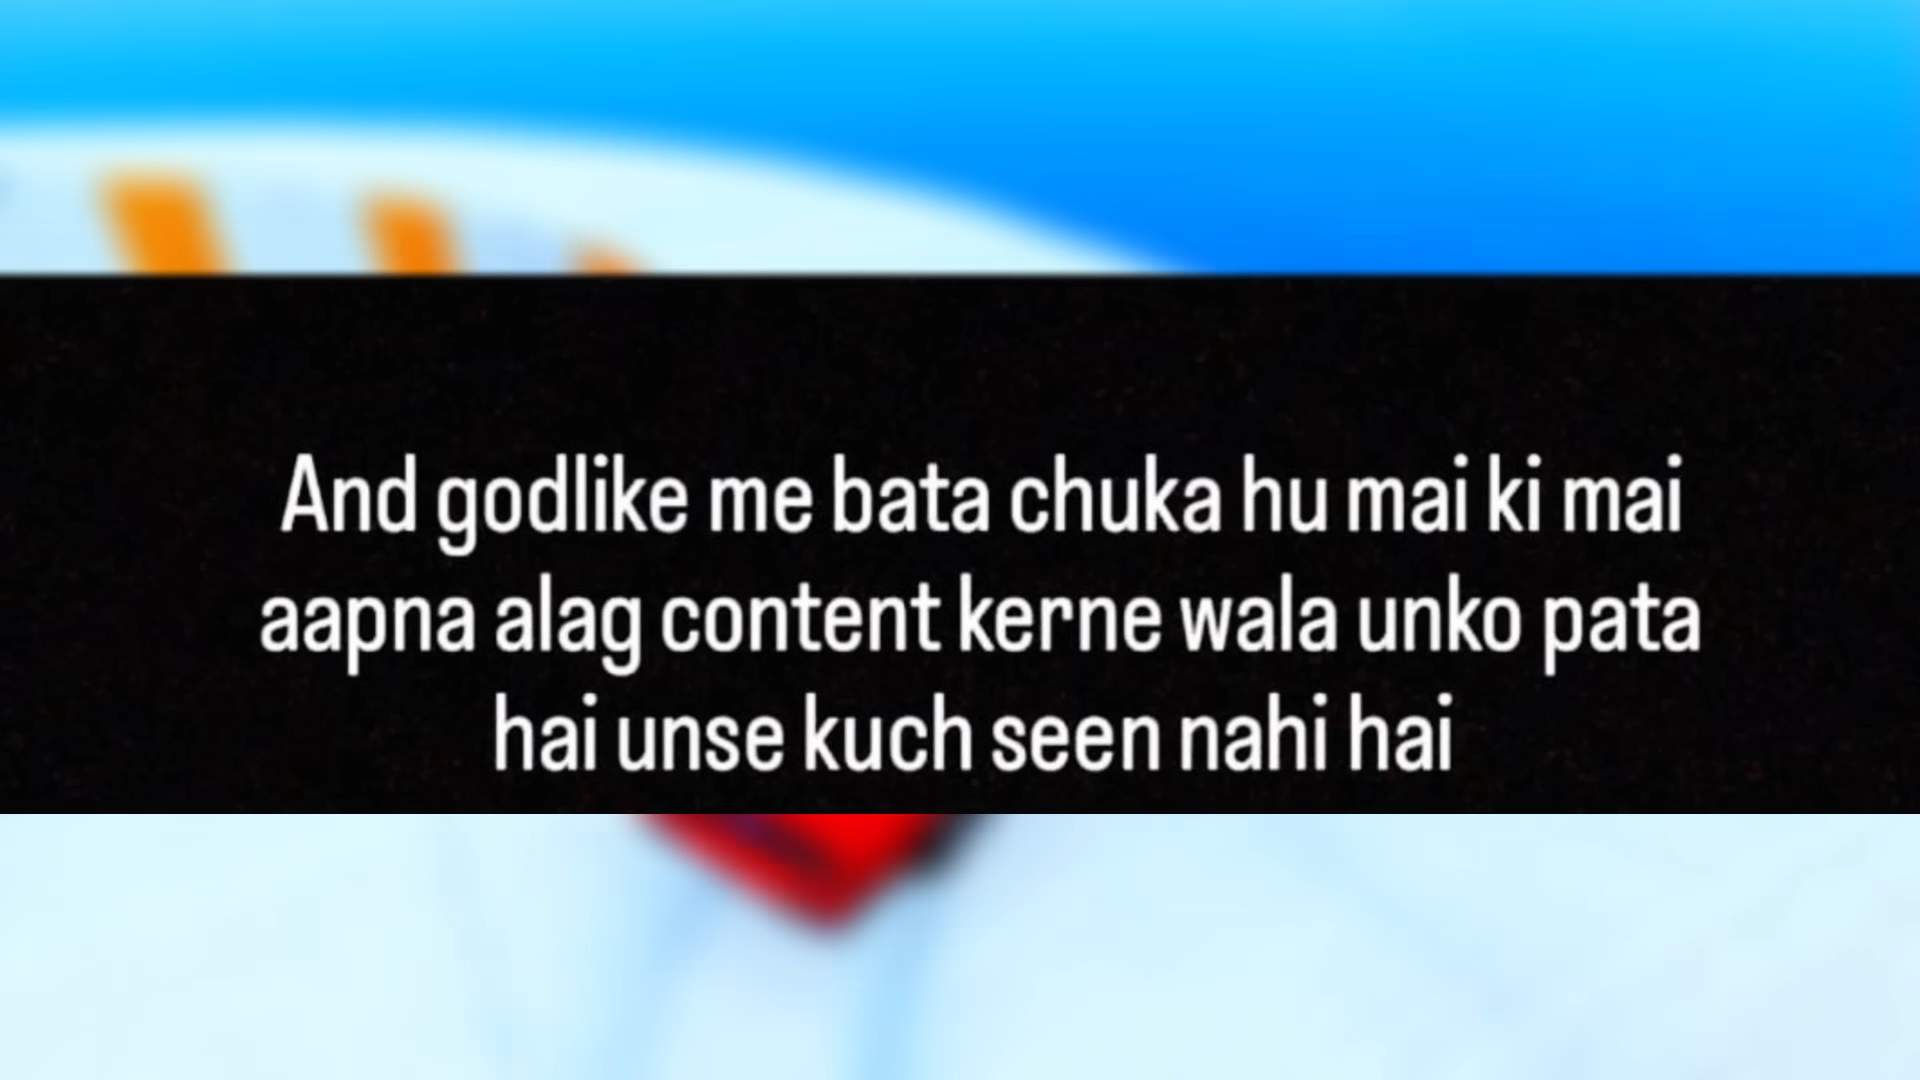 And godlike me bata chuka hu mai ki mai
aapna alag content kerne wala unko pata
hai unse kuch seen nahi hai